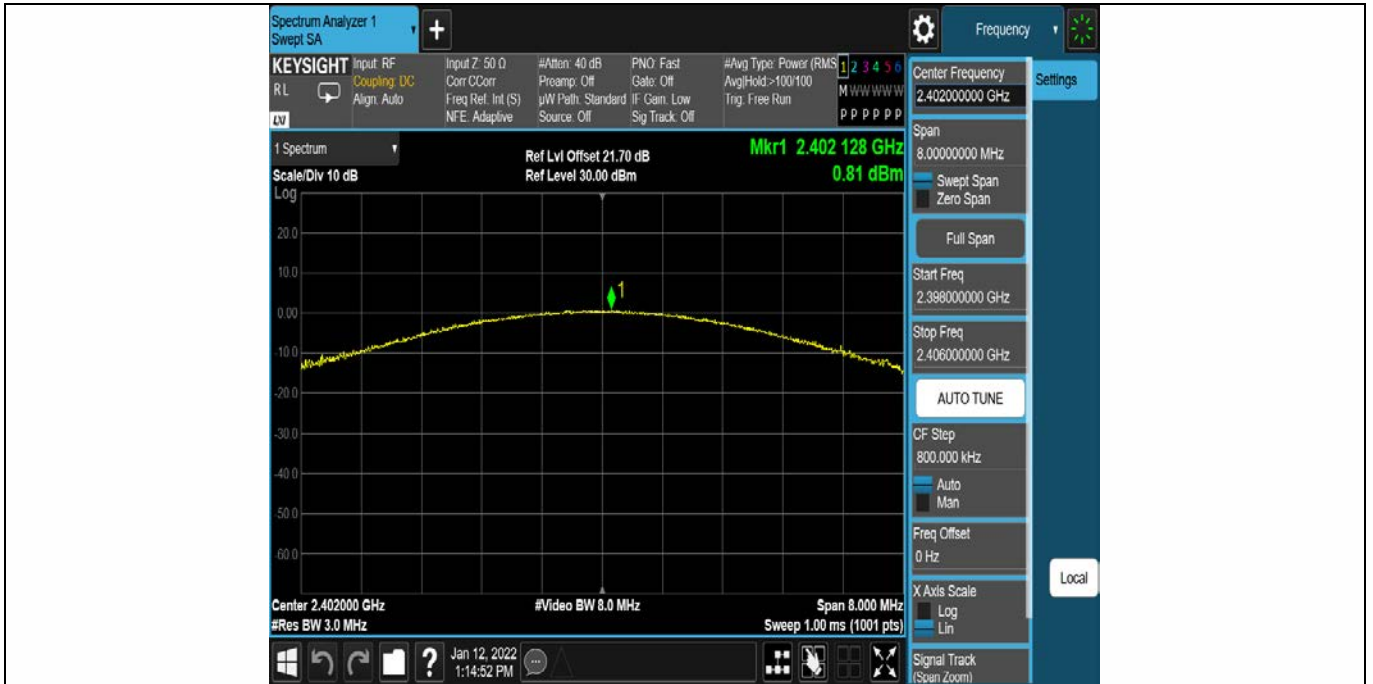 Spectrum Analyzer 1
Swept SA
+
Frequency
KEYSIGHT
RL
LXI
Input: RF
Coupling: DC
Align: Auto
Input Z: 50 Ω
Corr CCorr
Freq Ref: Int (S)
NFE: Adaptive
#Atten: 40 dB
Preamp: Off
µW Path: Standard
Source: Off
PNO: Fast
Gate: Off
IF Gain: Low
Sig Track: Off
#Avg Type: Power (RMS
Avg|Hold:>100/100
Trig: Free Run
1 2 3 4 5 6
M W W W W W
P P P P P P
1 Spectrum
Scale/Div 10 dB
Log
Ref Lvl Offset 21.70 dB
Ref Level 30.00 dBm
Mkr1 2.402 128 GHz
0.81 dBm
20.0
10.0
1
0.00
-10.0
-20.0
-30.0
-40.0
-50.0
-60.0
Center 2.402000 GHz
#Res BW 3.0 MHz
#Video BW 8.0 MHz
Span 8.000 MHz
Sweep 1.00 ms (1001 pts)
?
Jan 12, 2022
1:14:52 PM
Center Frequency
2.402000000 GHz
Span
8.00000000 MHz
Swept Span
Zero Span
Full Span
Start Freq
2.398000000 GHz
Stop Freq
2.406000000 GHz
AUTO TUNE
CF Step
800.000 kHz
Auto
Man
Freq Offset
0 Hz
X Axis Scale
Log
Lin
Signal Track
(Span Zoom)
Settings
Local